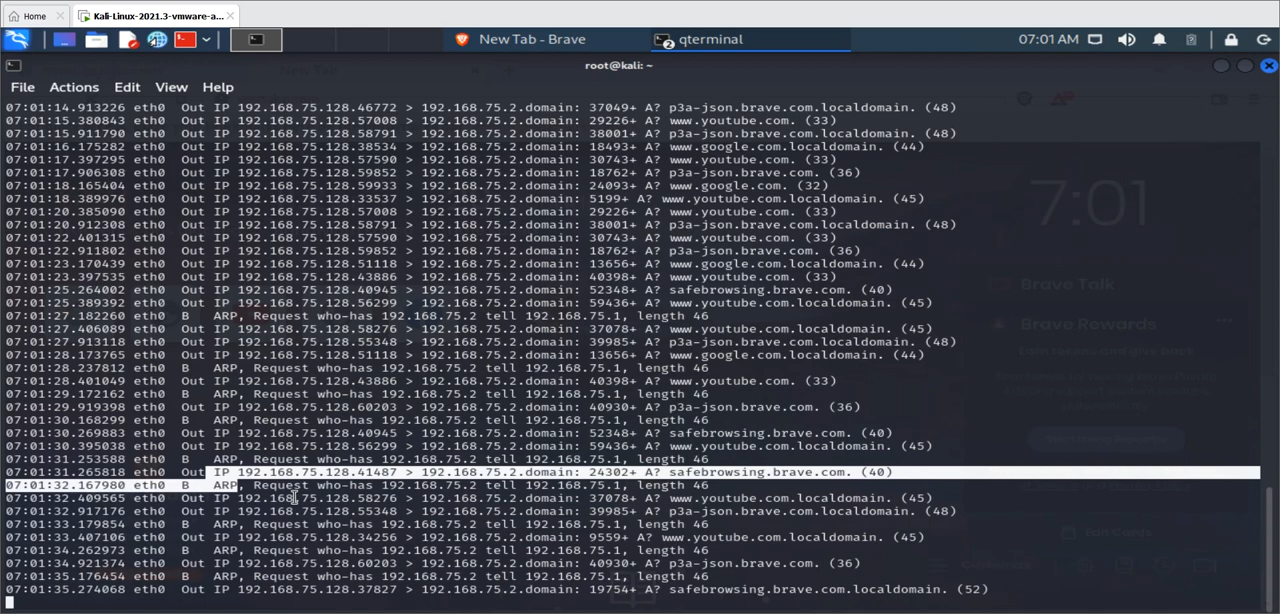 Home
Kali-Linux-2021.3-vmware-a...
New Tab - Brave
qterminal
07:01 AM
root@kali: ~
File Actions Edit View Help
07:01:14.913226 eth0 Out IP 192.168.75.128.46772 > 192.168.75.2.domain: 37049+ A? p3a-json.brave.com.localdomain. (48)
07:01:15.380843 eth0 Out IP 192.168.75.128.57008 > 192.168.75.2.domain: 29226+ A? www.youtube.com. (33)
07:01:15.911790 eth0 Out IP 192.168.75.128.58791 > 192.168.75.2.domain: 38001+ A? p3a-json.brave.com.localdomain. (48)
07:01:16.175282 eth0 Out IP 192.168.75.128.38534 > 192.168.75.2.domain: 18493+ A? www.google.com.localdomain. (44)
07:01:17.397295 eth0 Out IP 192.168.75.128.57590 > 192.168.75.2.domain: 30743+ A? www.youtube.com. (33)
07:01:17.906308 eth0 Out IP 192.168.75.128.59852 > 192.168.75.2.domain: 18762+ A? p3a-json.brave.com. (36)
07:01:18.165404 eth0 Out IP 192.168.75.128.59933 > 192.168.75.2.domain: 24093+ A? www.google.com. (32)
07:01:18.389976 eth0 Out IP 192.168.75.128.33537 > 192.168.75.2.domain: 5199+ A? www.youtube.com.localdomain. (45)
07:01:20.385090 eth0 Out IP 192.168.75.128.57008 > 192.168.75.2.domain: 29226+ A? www.youtube.com. (33)
07:01:20.912308 eth0 Out IP 192.168.75.128.58791 > 192.168.75.2.domain: 38001+ A? p3a-json.brave.com.localdomain. (48)
07:01:22.401315 eth0 Out IP 192.168.75.128.57590 > 192.168.75.2.domain: 30743+ A? www.youtube.com. (33)
07:01:22.911802 eth0 Out IP 192.168.75.128.59852 > 192.168.75.2.domain: 18762+ A? p3a-json.brave.com. (36)
07:01:23.170439 eth0 Out IP 192.168.75.128.51118 > 192.168.75.2.domain: 13656+ A? www.google.com.localdomain. (44)
07:01:23.397535 eth0 Out IP 192.168.75.128.43886 > 192.168.75.2.domain: 40398+ A? www.youtube.com. (33)
07:01:25.264002 eth0 Out IP 192.168.75.128.40945 > 192.168.75.2.domain: 52348+ A? safebrowsing.brave.com. (40)
07:01:25.389392 eth0 Out IP 192.168.75.128.56299 > 192.168.75.2.domain: 59436+ A? www.youtube.com.localdomain. (45)
07:01:27.182260 eth0 B ARP, Request who-has 192.168.75.2 tell 192.168.75.1, length 46
07:01:27.406089 eth0 Out IP 192.168.75.128.58276 > 192.168.75.2.domain: 37078+ A? www.youtube.com.localdomain. (45)
07:01:27.913118 eth0 Out IP 192.168.75.128.55348 > 192.168.75.2.domain: 39985+ A? p3a-json.brave.com.localdomain. (48)
07:01:28.173765 eth0 Out IP 192.168.75.128.51118 > 192.168.75.2.domain: 13656+ A? www.google.com.localdomain. (44)
07:01:28.237812 eth0 B ARP, Request who-has 192.168.75.2 tell 192.168.75.1, length 46
07:01:28.401049 eth0 Out IP 192.168.75.128.43886 > 192.168.75.2.domain: 40398+ A? www.youtube.com. (33)
07:01:29.172162 eth0 B ARP, Request who-has 192.168.75.2 tell 192.168.75.1, length 46
07:01:29.919398 eth0 Out IP 192.168.75.128.60203 > 192.168.75.2.domain: 40930+ A? p3a-json.brave.com. (36)
07:01:30.168299 eth0 B ARP, Request who-has 192.168.75.2 tell 192.168.75.1, length 46
07:01:30.269883 eth0 Out IP 192.168.75.128.40945 > 192.168.75.2.domain: 52348+ A? safebrowsing.brave.com. (40)
07:01:30.395038 eth0 Out IP 192.168.75.128.56299 > 192.168.75.2.domain: 59436+ A? www.youtube.com.localdomain. (45)
07:01:31.253588 eth0 B ARP, Request who-has 192.168.75.2 tell 192.168.75.1, length 46
07:01:31.265818 eth0 Out IP 192.168.75.128.41487 > 192.168.75.2.domain: 24302+ A? safebrowsing.brave.com. (40)
07:01:32.167980 eth0 B ARP, Request who-has 192.168.75.2 tell 192.168.75.1, length 46
07:01:32.409565 eth0 Out IP 192.168.75.128.58276 > 192.168.75.2.domain: 37078+ A? www.youtube.com.localdomain. (45)
07:01:32.917176 eth0 Out IP 192.168.75.128.55348 > 192.168.75.2.domain: 39985+ A? p3a-json.brave.com.localdomain. (48)
07:01:33.179854 eth0 B ARP, Request who-has 192.168.75.2 tell 192.168.75.1, length 46
07:01:33.407106 eth0 Out IP 192.168.75.128.34256 > 192.168.75.2.domain: 9559+ A? www.youtube.com.localdomain. (45)
07:01:34.262973 eth0 B ARP, Request who-has 192.168.75.2 tell 192.168.75.1, length 46
07:01:34.921374 eth0 Out IP 192.168.75.128.60203 > 192.168.75.2.domain: 40930+ A? p3a-json.brave.com. (36)
07:01:35.176454 eth0 B ARP, Request who-has 192.168.75.2 tell 192.168.75.1, length 46
07:01:35.274068 eth0 Out IP 192.168.75.128.37827 > 192.168.75.2.domain: 19754+ A? safebrowsing.brave.com.localdomain. (52)
New Tab
7:01
Brave Talk
Brave Rewards
Edit Cards